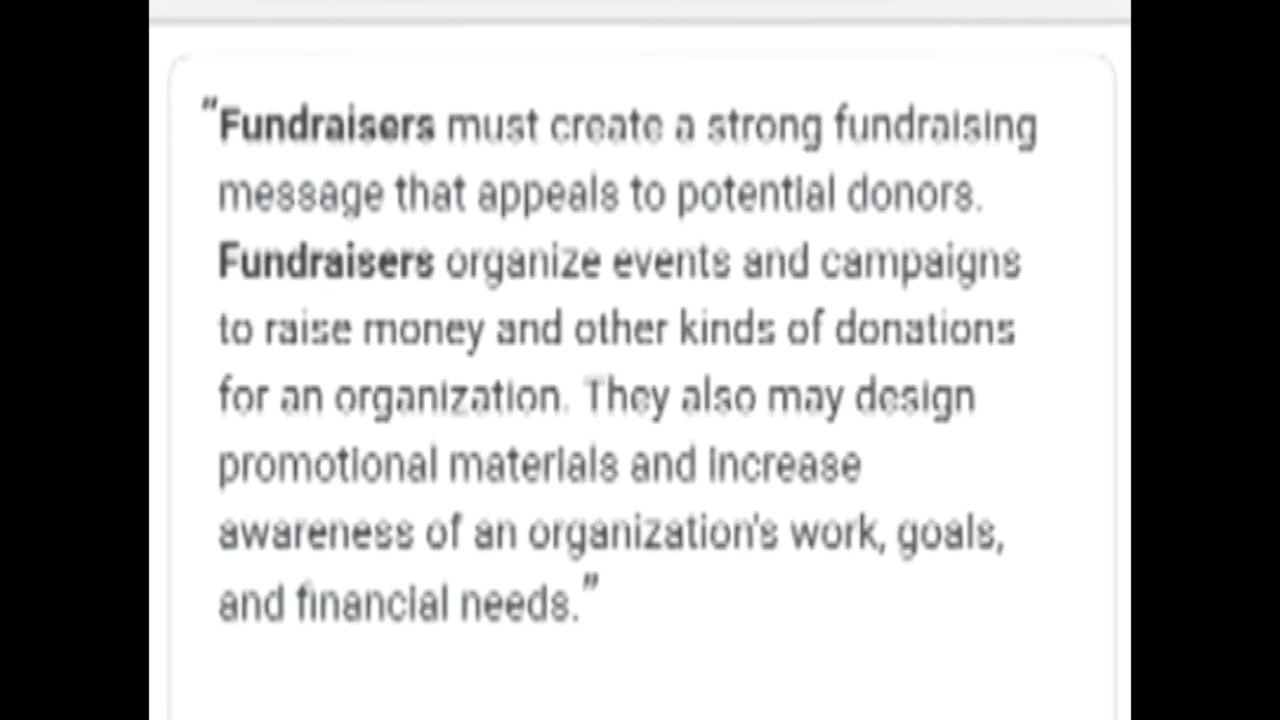 "Fundraisers must create a strong fundraising
message that appeals to potential donors.
Fundraisers organize events and campaigns
to raise money and other kinds of donations
for an organization. They also may design
promotional materials and increase
awareness of an organization's work, goals,
and financial needs."